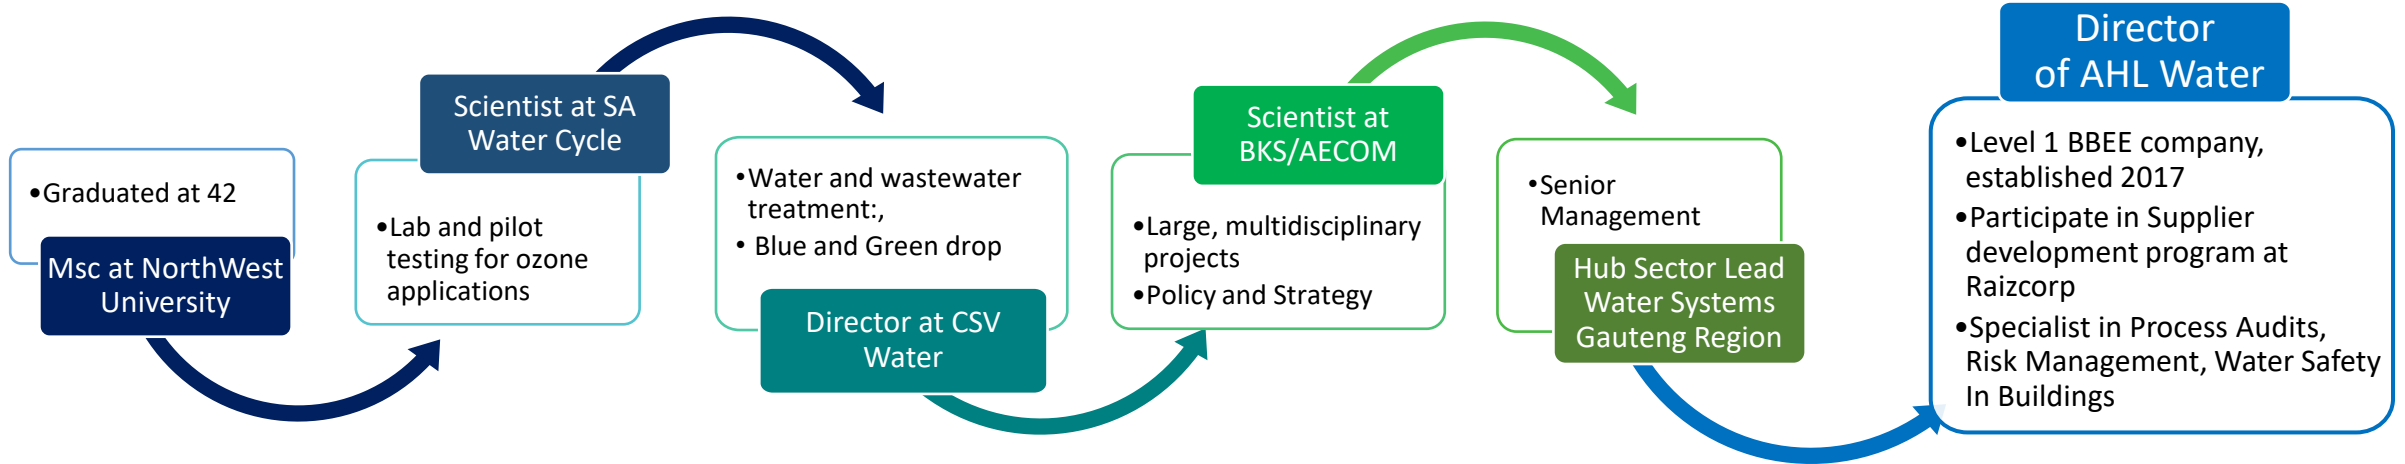 •Graduated at 42
Msc at NorthWest
University
Scientist at SA
Water Cycle
•Lab and pilot
testing for ozone
applications
•Water and wastewater
treatment:,
• Blue and Green drop
Director at CSV
Water
Scientist at
BKS/AECOM
•Large, multidisciplinary
projects
•Policy and Strategy
•Senior
Management
Hub Sector Lead
Water Systems
Gauteng Region
Director
of AHL Water
•Level 1 BBEE company,
established 2017
•Participate in Supplier
development program at
Raizcorp
•Specialist in Process Audits,
Risk Management, Water Safety
In Buildings